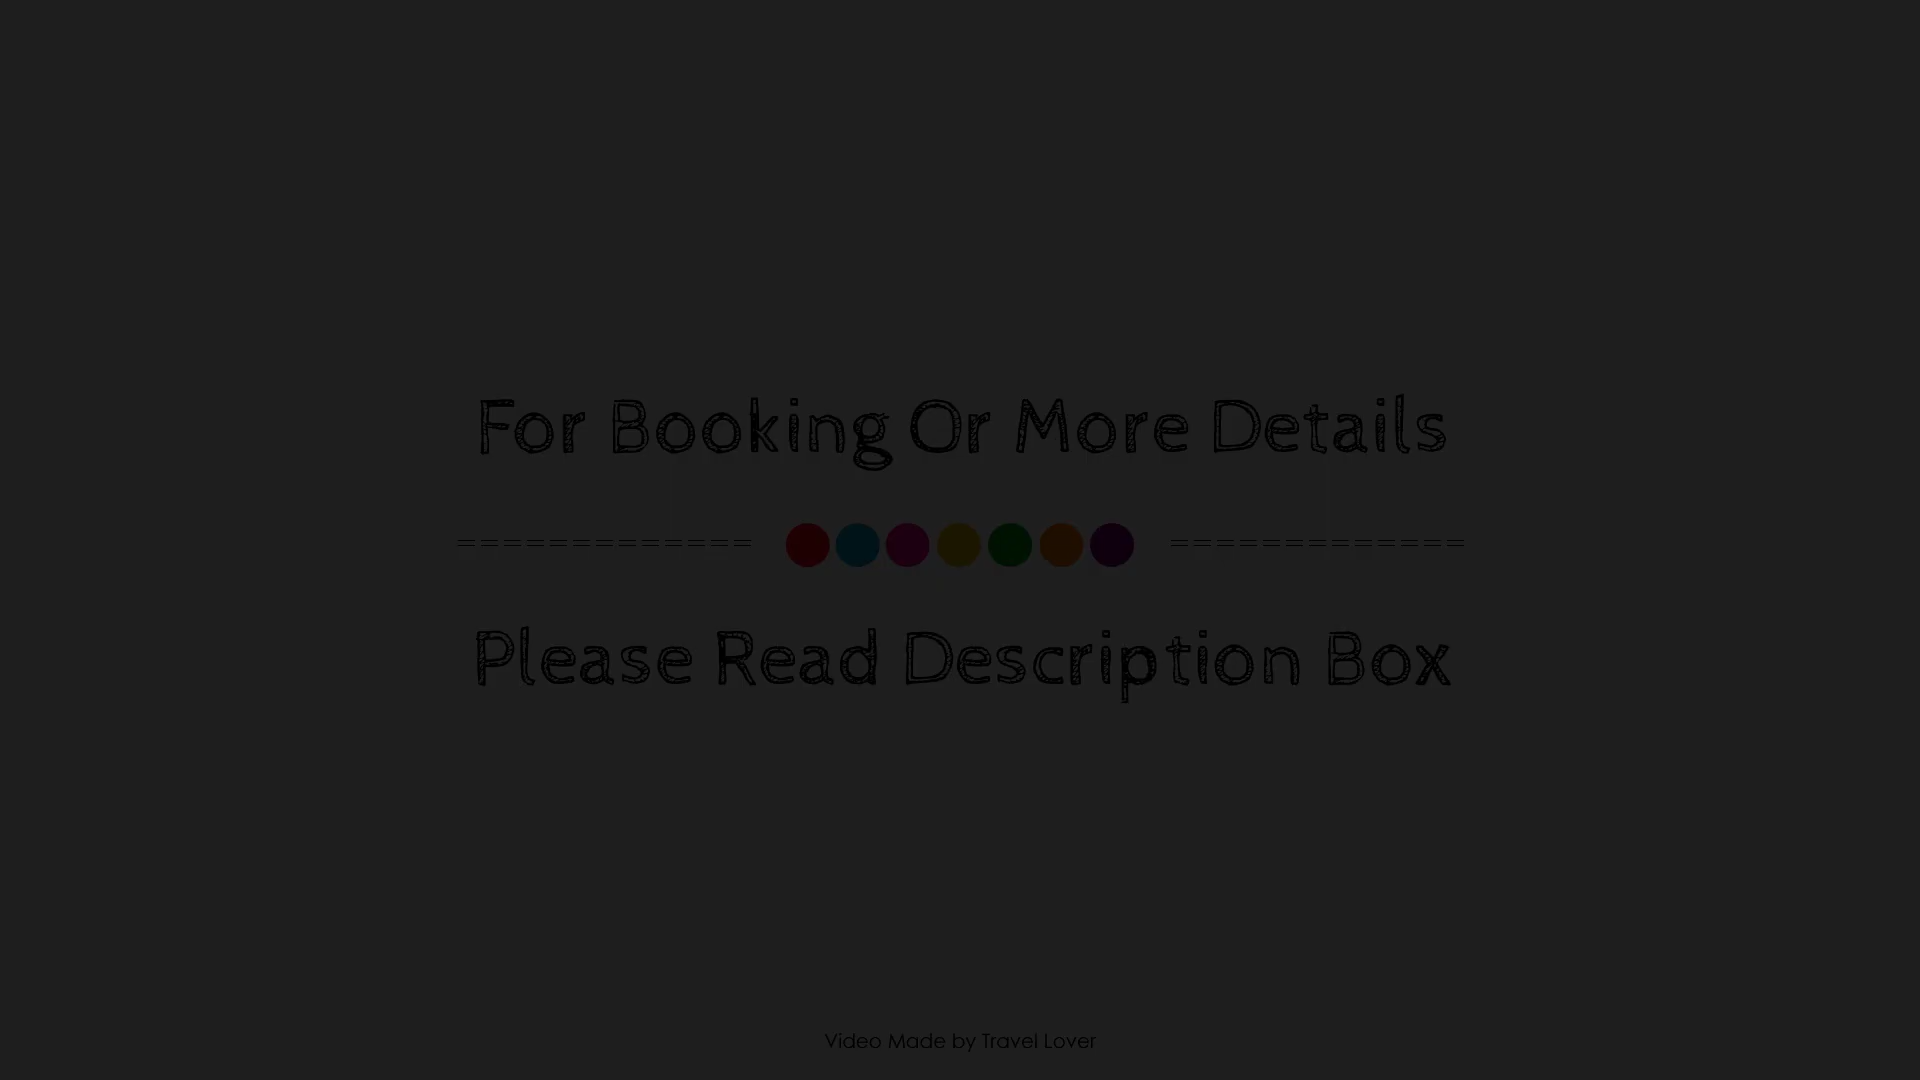 For Booking Or More Details
============= =============
Please Read Description Box
Video Made by Travel Lover